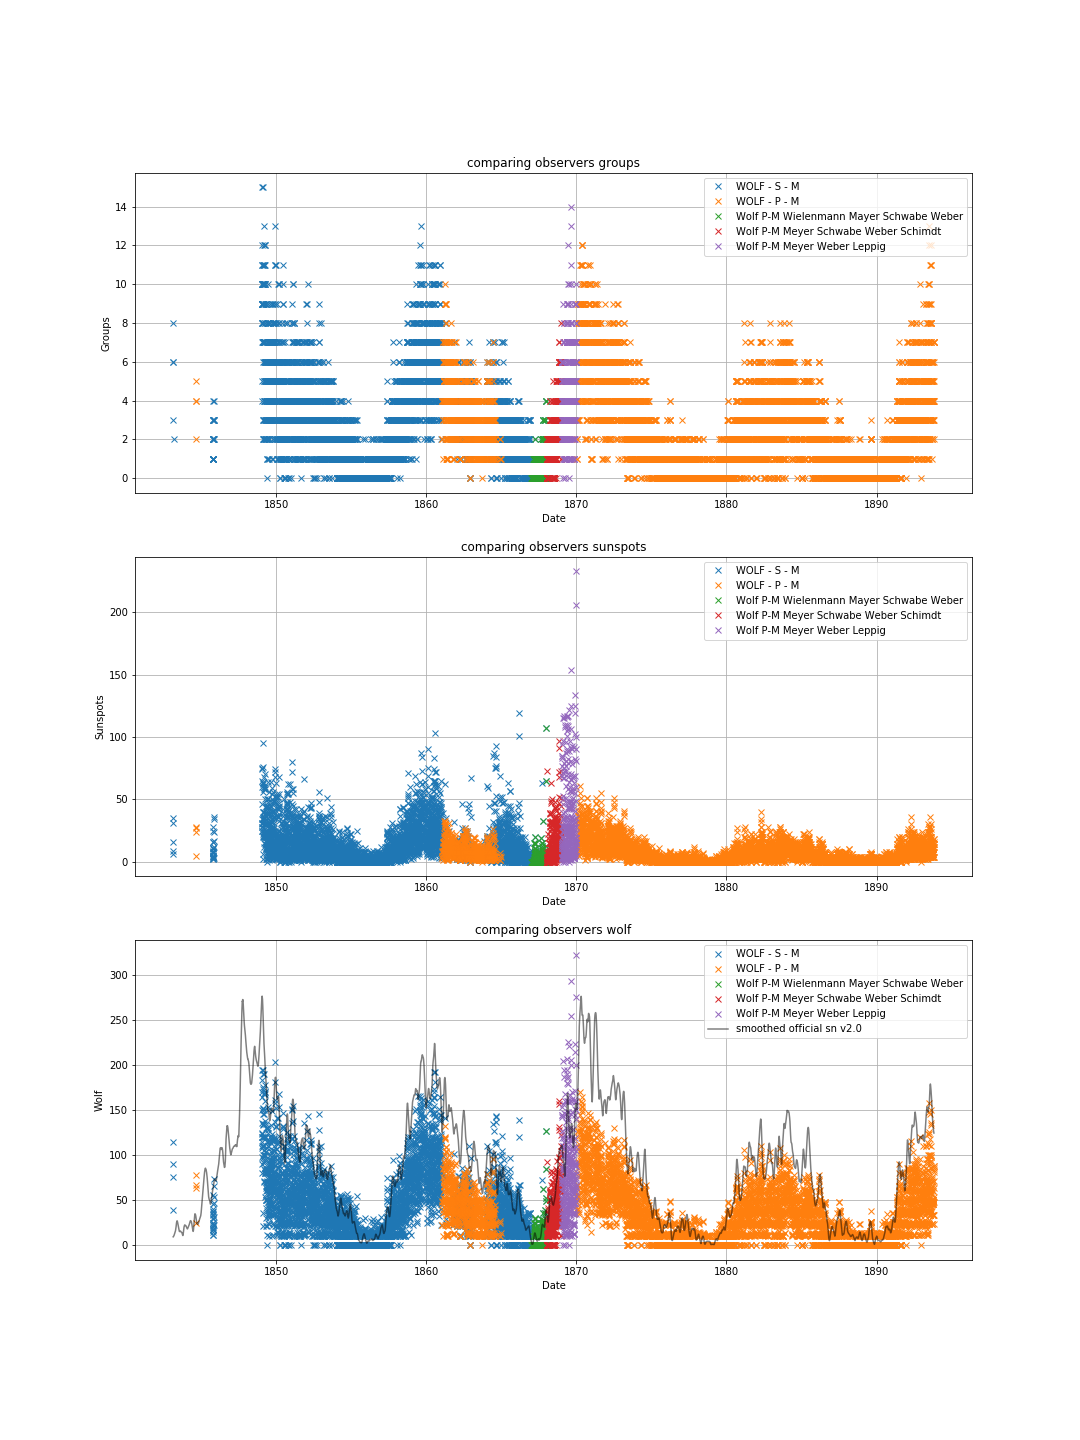 comparing observers groups
14
12
10
8
6
4
2
0
Groups
WOLF - S - M
WOLF - P - M
Wolf P-M Wielenmann Mayer Schwabe Weber
Wolf P-M Meyer Schwabe Weber Schimdt
Wolf P-M Meyer Weber Leppig
1850 1860 1870 1880 1890
Date
comparing observers sunspots
200
150
100
50
0
Sunspots
WOLF - S - M
WOLF - P - M
Wolf P-M Wielenmann Mayer Schwabe Weber
Wolf P-M Meyer Schwabe Weber Schimdt
Wolf P-M Meyer Weber Leppig
1850 1860 1870 1880 1890
Date
comparing observers wolf
300
250
200
150
100
50
0
Wolf
WOLF - S - M
WOLF - P - M
Wolf P-M Wielenmann Mayer Schwabe Weber
Wolf P-M Meyer Schwabe Weber Schimdt
Wolf P-M Meyer Weber Leppig
smoothed official sn v2.0
1850 1860 1870 1880 1890
Date